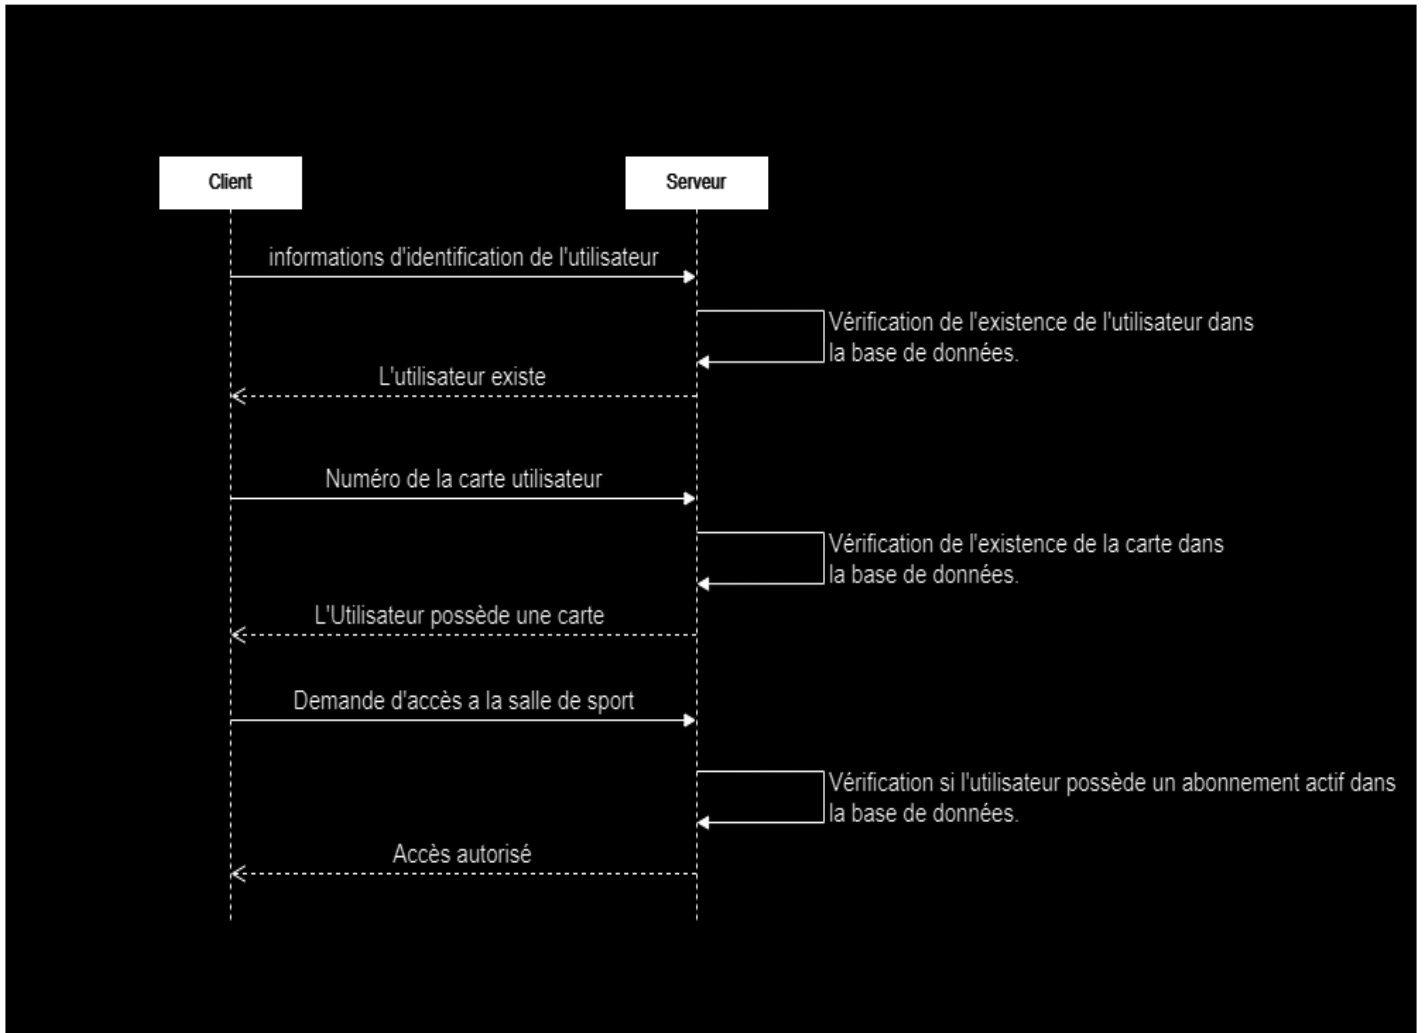 Client
Serveur
informations d'identification de l'utilisateur
Vérification de l'existence de l'utilisateur dans
la base de données.
L'utilisateur existe
Numéro de la carte utilisateur
Vérification de l'existence de la carte dans
la base de données.
L'Utilisateur possède une carte
Demande d'accès a la salle de sport
Vérification si l'utilisateur possède un abonnement actif dans
la base de données.
Accès autorisé